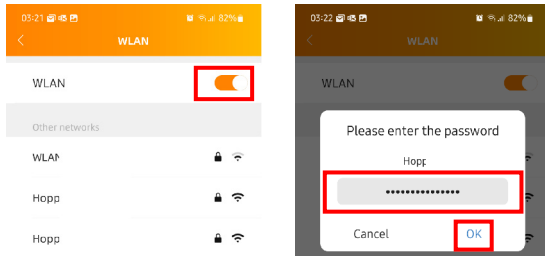 03:21 82%
WLAN
WLAN
Other networks
WLAN
Hopp
Hopp
03:22 82%
WLAN
WLAN
Please enter the password
Hopp
•••••••••••••••
Cancel OK